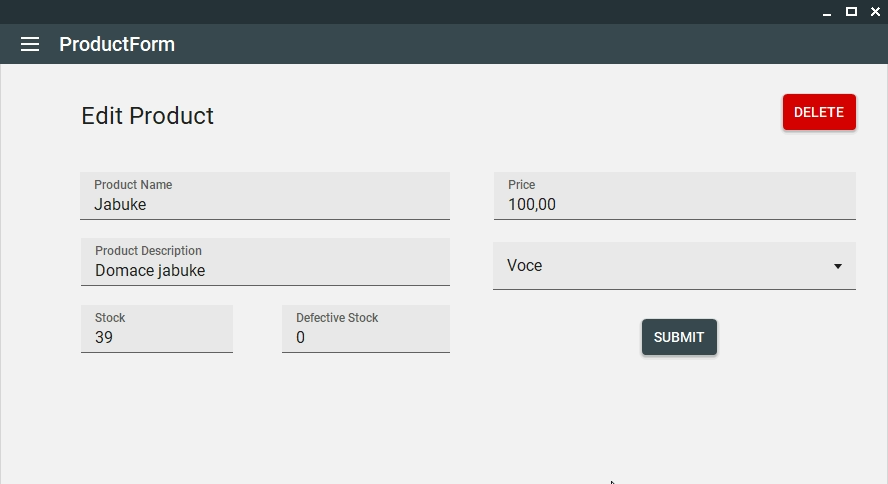 ProductForm
Edit Product
DELETE
Product Name
Jabuke
Price
100,00
Product Description
Domace jabuke
Voce
Stock
39
Defective Stock
0
SUBMIT